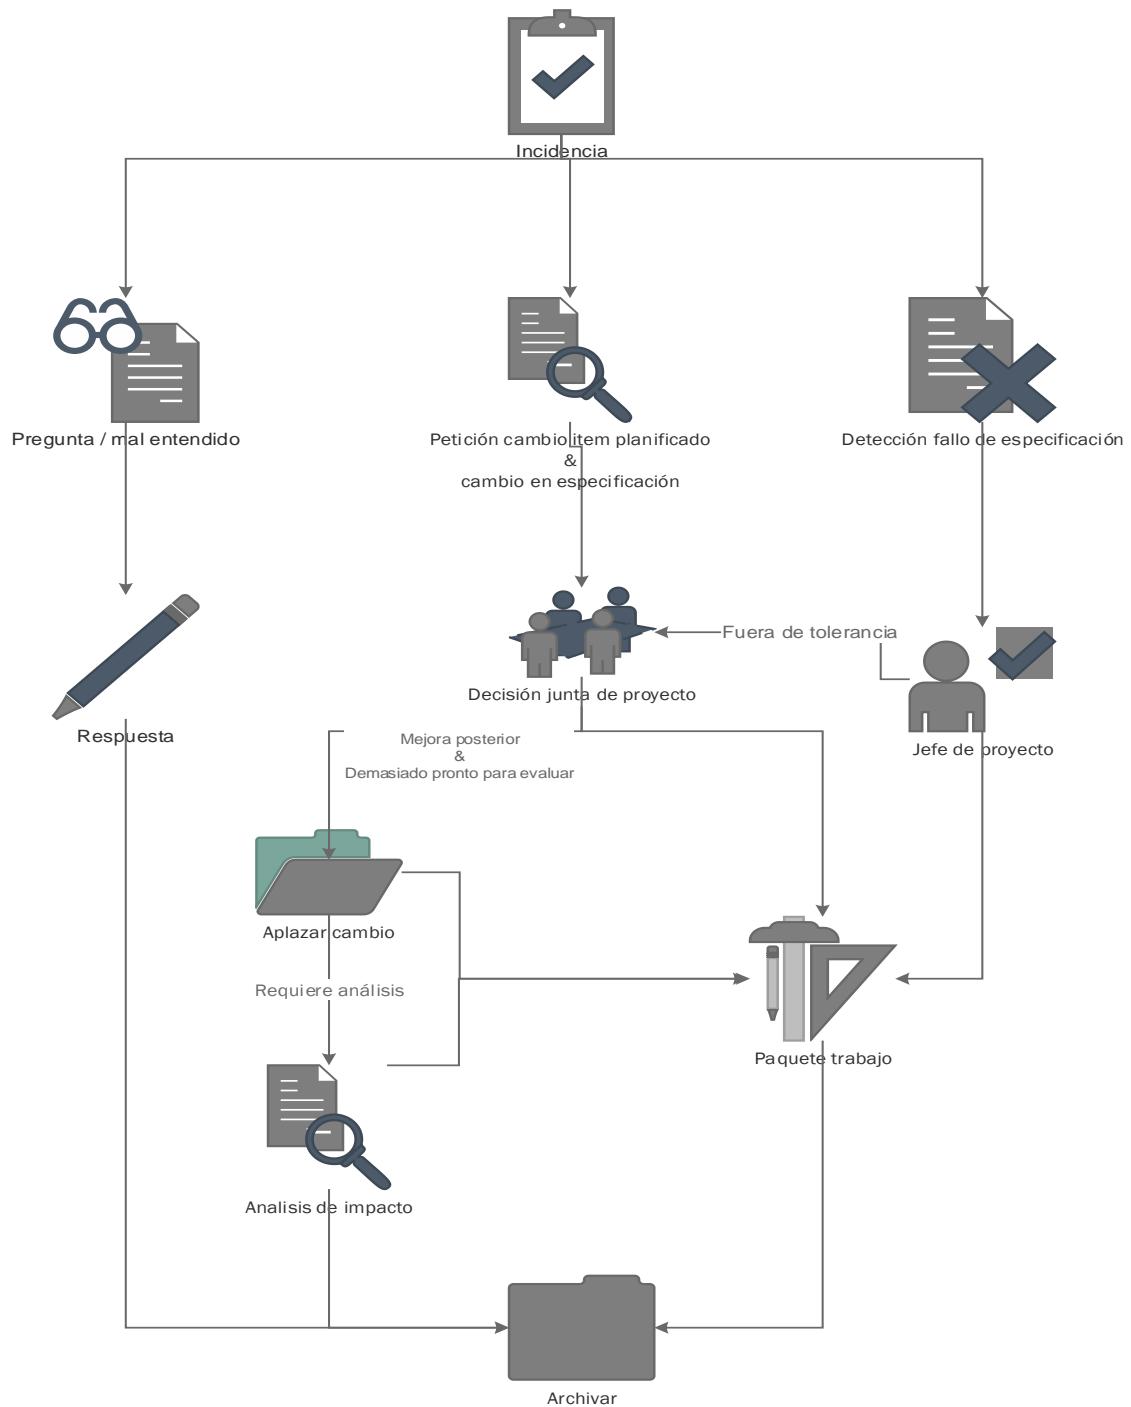 Incidencia
Pregunta / mal entendido
Petición cambio item planificado
&
cambio en especificación
Detección fallo de especificación
Fuera de tolerancia
Decisión junta de proyecto
Respuesta
Jefe de proyecto
Mejora posterior
&
Demasiado pronto para evaluar
Aplazar cambio
Requiere análisis
Paquete trabajo
Analisis de impacto
Archivar